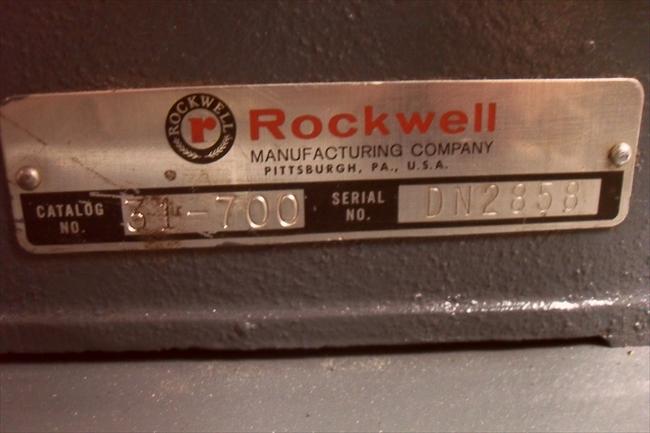 ROCKWELL
r
Rockwell
MANUFACTURING COMPANY
PITTSBURGH, PA., U.S.A.
CATALOG NO. 31-700
SERIAL NO. DN2858